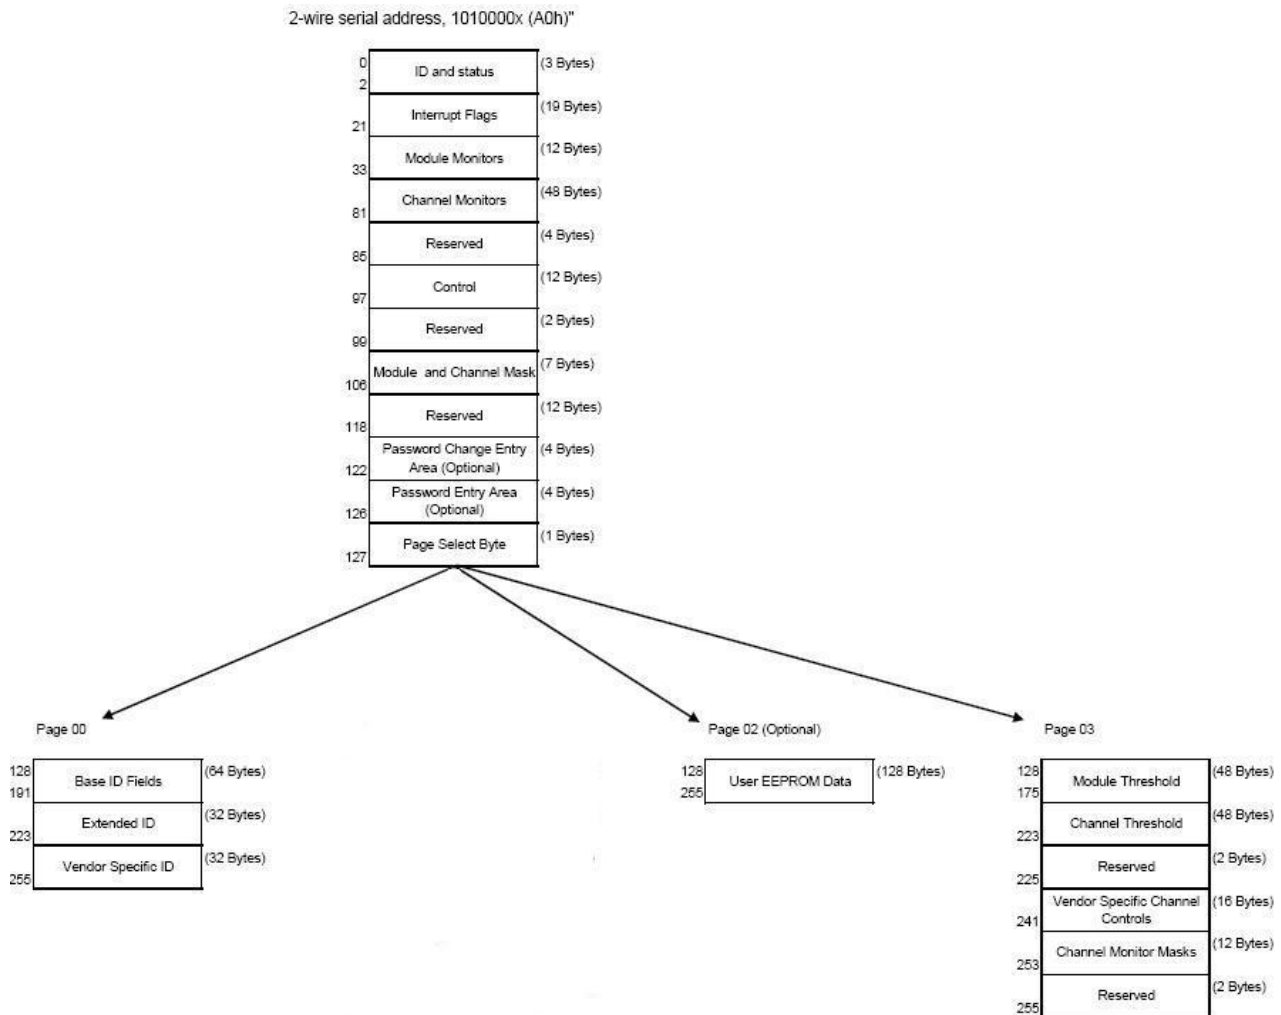 2-wire serial address, 1010000x (A0h)"
0
2
ID and status
(3 Bytes)
21
Interrupt Flags
(19 Bytes)
33
Module Monitors
(12 Bytes)
81
Channel Monitors
(48 Bytes)
85
Reserved
(4 Bytes)
97
Control
(12 Bytes)
99
Reserved
(2 Bytes)
106
Module and Channel Mask
(7 Bytes)
118
Reserved
(12 Bytes)
122
Password Change Entry
Area (Optional)
(4 Bytes)
126
Password Entry Area
(Optional)
(4 Bytes)
127
Page Select Byte
(1 Bytes)
Page 00
128
191
Base ID Fields
(64 Bytes)
223
Extended ID
(32 Bytes)
255
Vendor Specific ID
(32 Bytes)
Page 02 (Optional)
128
255
User EEPROM Data
(128 Bytes)
Page 03
128
175
Module Threshold
(48 Bytes)
223
Channel Threshold
(48 Bytes)
225
Reserved
(2 Bytes)
241
Vendor Specific Channel
Controls
(16 Bytes)
253
Channel Monitor Masks
(12 Bytes)
255
Reserved
(2 Bytes)